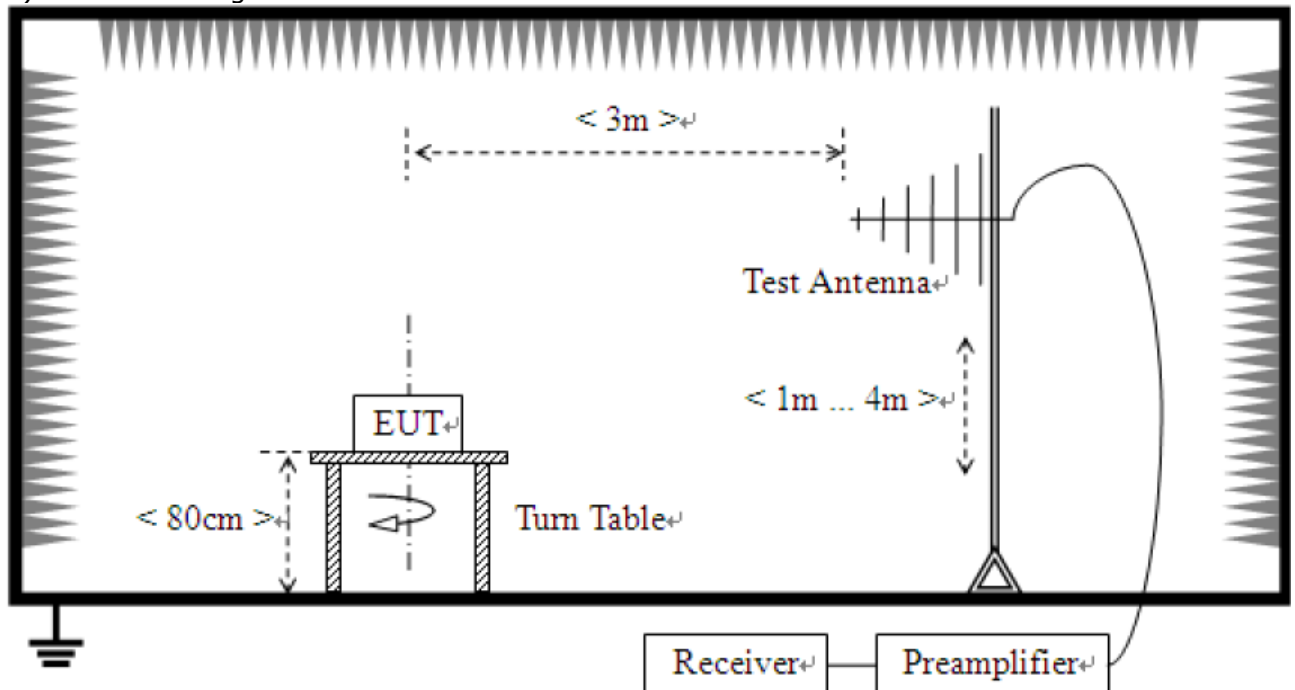 < 3m >↵
Test Antenna↵
< 1m ... 4m >↵
EUT↵
< 80cm >↵
Turn Table↵
Receiver↵
Preamplifier↵